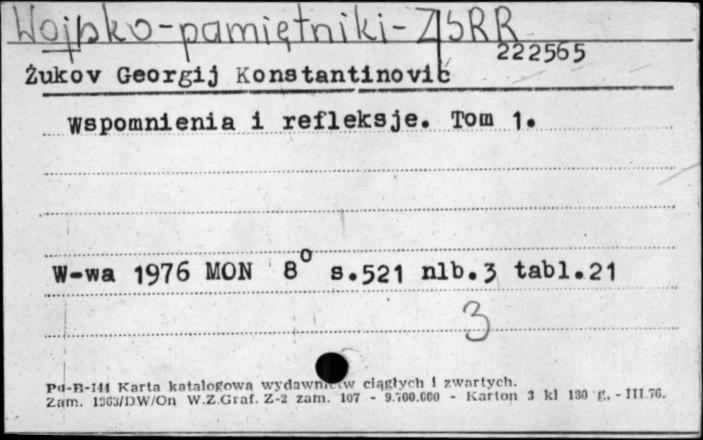 Wojsko-pamiętniki-ZSRR
222565
Żukov Georgij Konstantinovič
Wspomnienia i refleksje. Tom 1.
W-wa 1976 MON 8° s.521 nlb.3 tabl.21
3
Pu-B-141 Karta katalogowa wydawnictw ciągłych i zwartych.
Zam. 1363/DW/On W.Z.Graf. Z-2 zam. 107 - 9.700.000 - Karton 3 kl 180 g. - III.76.